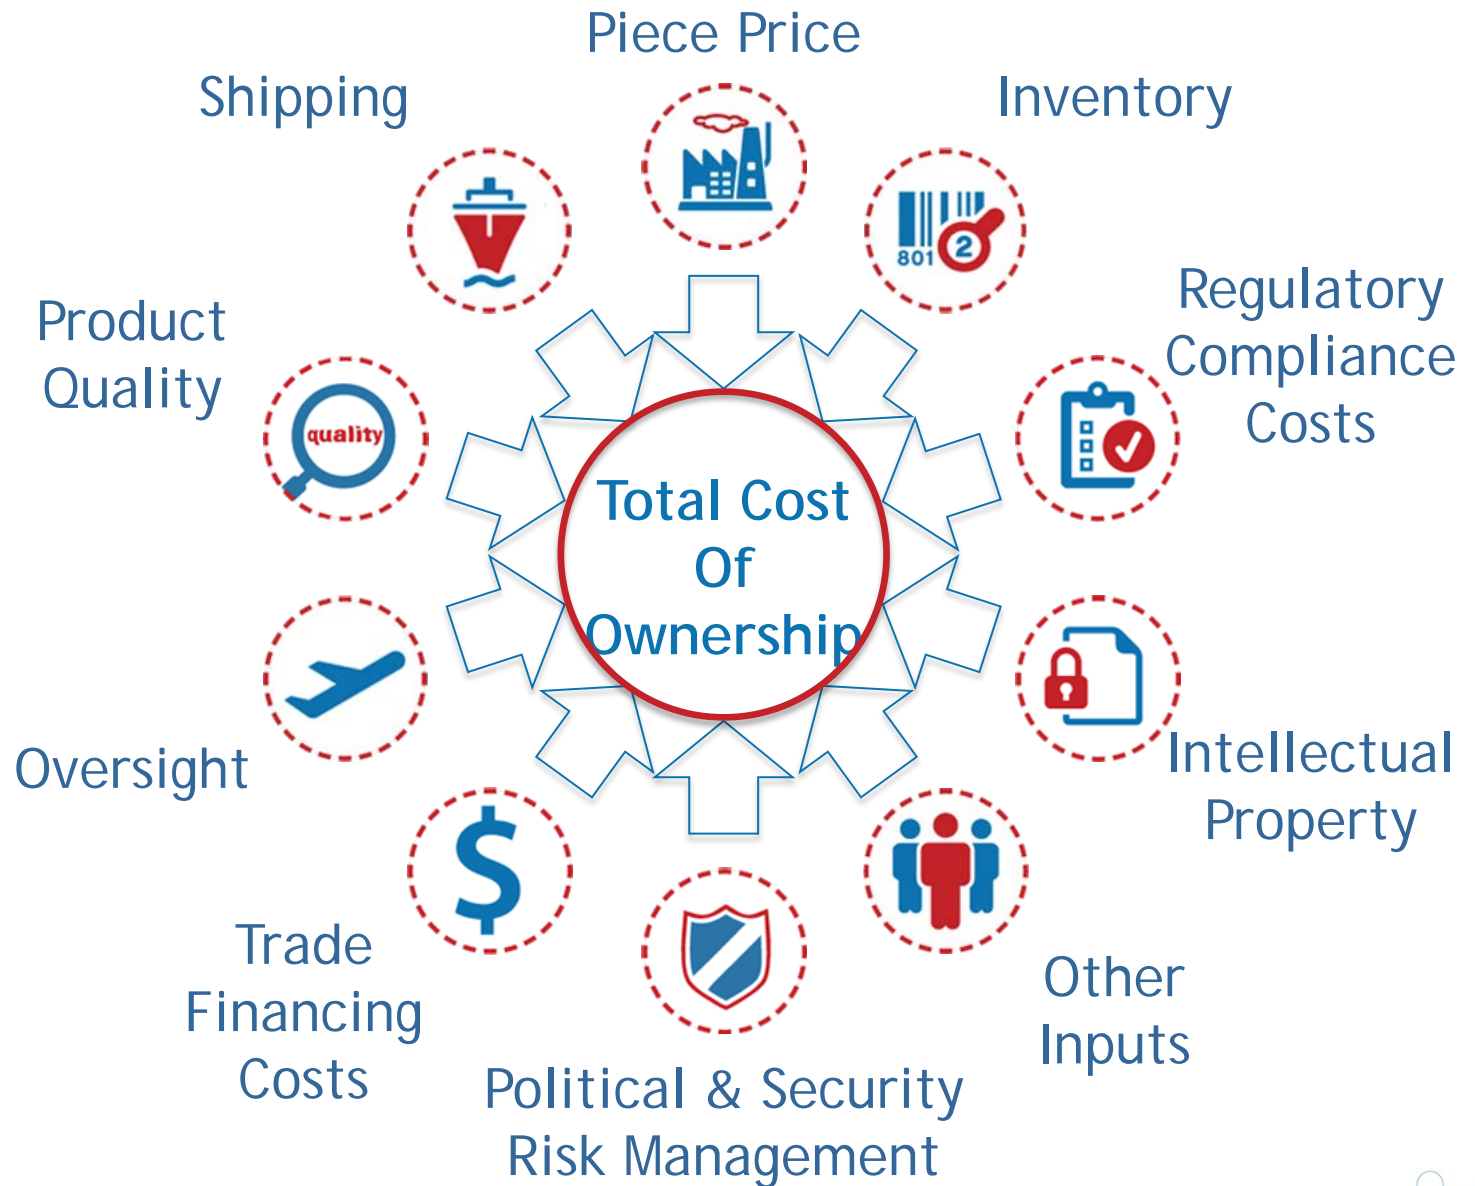 Piece Price
Shipping
Inventory
801
2
Regulatory
Compliance
Costs
Product
Quality
quality
Total Cost
Of
Ownership
Intellectual
Property
Oversight
$
Trade
Financing
Costs
Other
Inputs
Political & Security
Risk Management